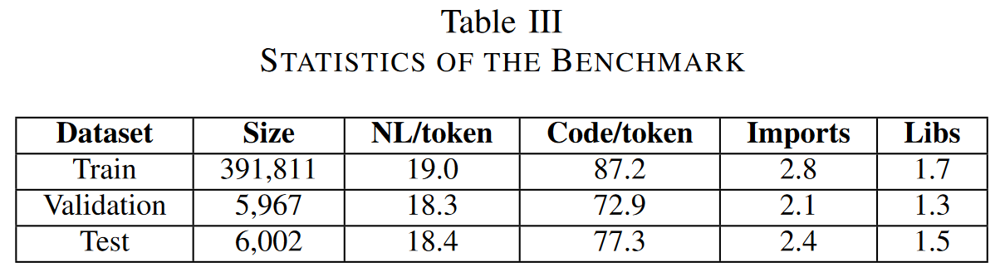 Table III
STATISTICS OF THE BENCHMARK
Dataset Size NL/token Code/token Imports Libs
Train 391,811 19.0 87.2 2.8 1.7
Validation 5,967 18.3 72.9 2.1 1.3
Test 6,002 18.4 77.3 2.4 1.5